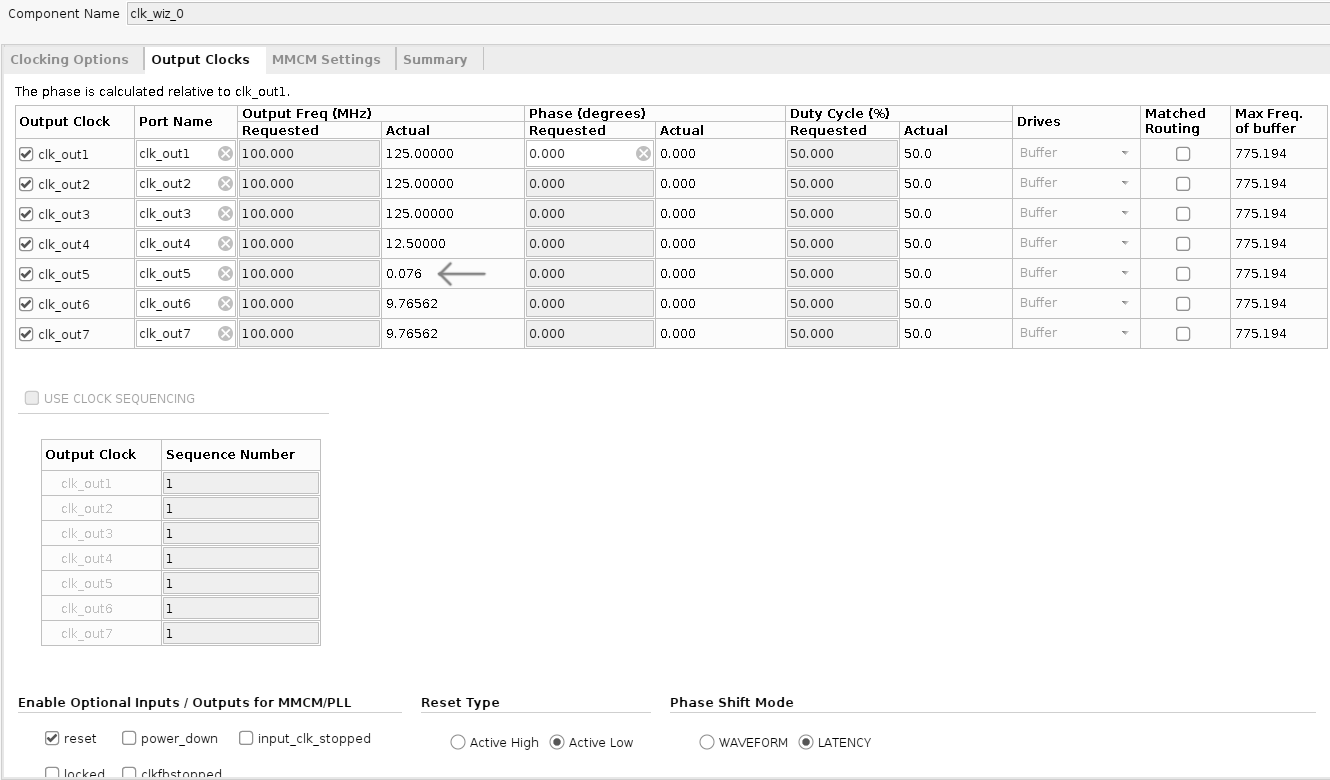 Component Name clk_wiz_0
Clocking Options Output Clocks MMCM Settings Summary
The phase is calculated relative to clk_out1.
Output Clock Port Name Output Freq (MHz) Phase (degrees) Duty Cycle (%) Drives Matched Routing Max Freq. of buffer
Requested Actual Requested Actual Requested Actual
clk_out1 clk_out1 100.000 125.00000 0.000 0.000 50.000 50.0 Buffer 775.194
clk_out2 clk_out2 100.000 125.00000 0.000 0.000 50.000 50.0 Buffer 775.194
clk_out3 clk_out3 100.000 125.00000 0.000 0.000 50.000 50.0 Buffer 775.194
clk_out4 clk_out4 100.000 12.50000 0.000 0.000 50.000 50.0 Buffer 775.194
clk_out5 clk_out5 100.000 0.076 0.000 0.000 50.000 50.0 Buffer 775.194
clk_out6 clk_out6 100.000 9.76562 0.000 0.000 50.000 50.0 Buffer 775.194
clk_out7 clk_out7 100.000 9.76562 0.000 0.000 50.000 50.0 Buffer 775.194
USE CLOCK SEQUENCING
Output Clock Sequence Number
clk_out1 1
clk_out2 1
clk_out3 1
clk_out4 1
clk_out5 1
clk_out6 1
clk_out7 1
Enable Optional Inputs / Outputs for MMCM/PLL Reset Type Phase Shift Mode
reset power_down input_clk_stopped Active High Active Low WAVEFORM LATENCY
locked clkfbstopped